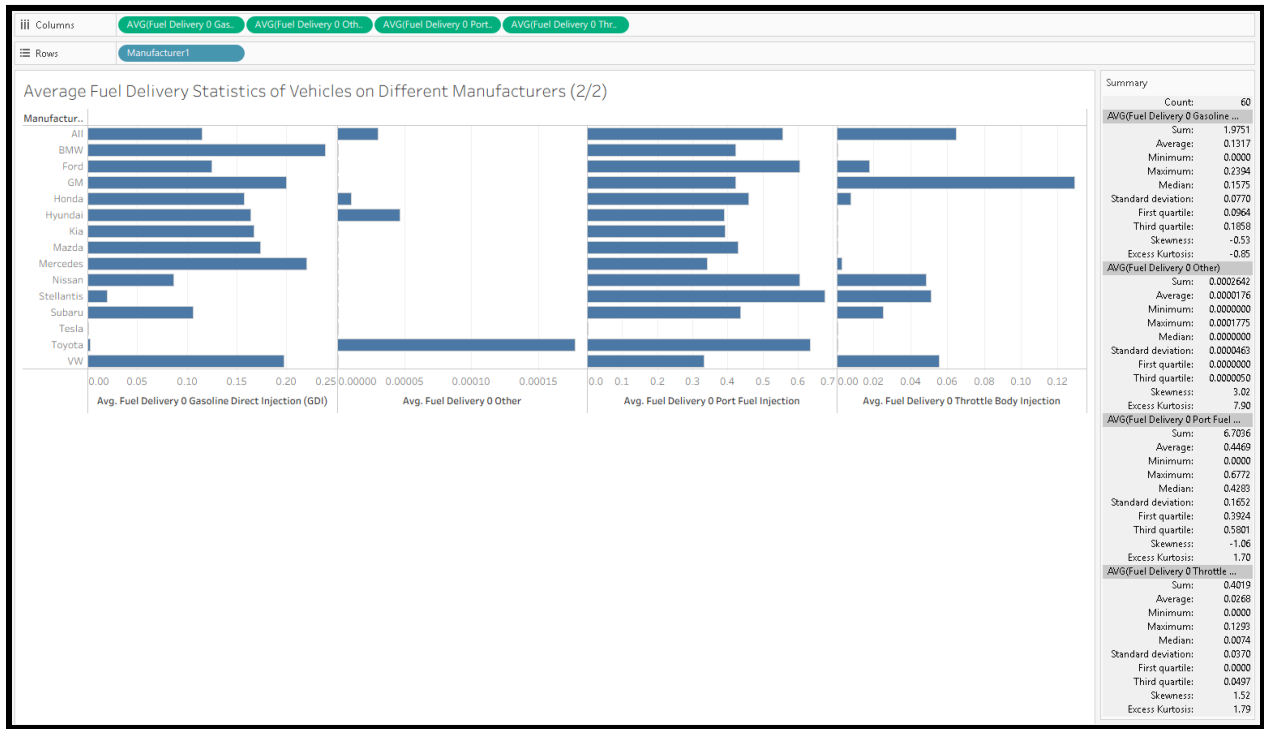 Columns
AVG(Fuel Delivery 0 Gas.. AVG(Fuel Delivery 0 Oth.. AVG(Fuel Delivery 0 Port.. AVG(Fuel Delivery 0 Thr..
Rows
Manufacturer1
Average Fuel Delivery Statistics of Vehicles on Different Manufacturers (2/2)
Manufactur..
All
BMW
Ford
GM
Honda
Hyundai
Kia
Mazda
Mercedes
Nissan
Stellantis
Subaru
Tesla
Toyota
VW
0.00 0.05 0.10 0.15 0.20 0.25 0.00000 0.00005 0.00010 0.00015 0.0 0.1 0.2 0.3 0.4 0.5 0.6 0.7 0.00 0.02 0.04 0.06 0.08 0.10 0.12
Avg. Fuel Delivery 0 Gasoline Direct Injection (GDI) Avg. Fuel Delivery 0 Other Avg. Fuel Delivery 0 Port Fuel Injection Avg. Fuel Delivery 0 Throttle Body Injection
Summary
Count: 60
AVG(Fuel Delivery 0 Gasoline ...
Sum: 1.9751
Average: 0.1317
Minimum: 0.0000
Maximum: 0.2394
Median: 0.1575
Standard deviation: 0.0770
First quartile: 0.0964
Third quartile: 0.1858
Skewness: -0.53
Excess Kurtosis: -0.85
AVG(Fuel Delivery 0 Other)
Sum: 0.0002642
Average: 0.0000176
Minimum: 0.0000000
Maximum: 0.0001775
Median: 0.0000000
Standard deviation: 0.0000463
First quartile: 0.0000000
Third quartile: 0.0000050
Skewness: 3.02
Excess Kurtosis: 7.90
AVG(Fuel Delivery 0 Port Fuel ...
Sum: 6.7036
Average: 0.4469
Minimum: 0.0000
Maximum: 0.6772
Median: 0.4283
Standard deviation: 0.1652
First quartile: 0.3924
Third quartile: 0.5801
Skewness: -1.06
Excess Kurtosis: 1.70
AVG(Fuel Delivery 0 Throttle ...
Sum: 0.4019
Average: 0.0268
Minimum: 0.0000
Maximum: 0.1293
Median: 0.0074
Standard deviation: 0.0370
First quartile: 0.0000
Third quartile: 0.0497
Skewness: 1.52
Excess Kurtosis: 1.79